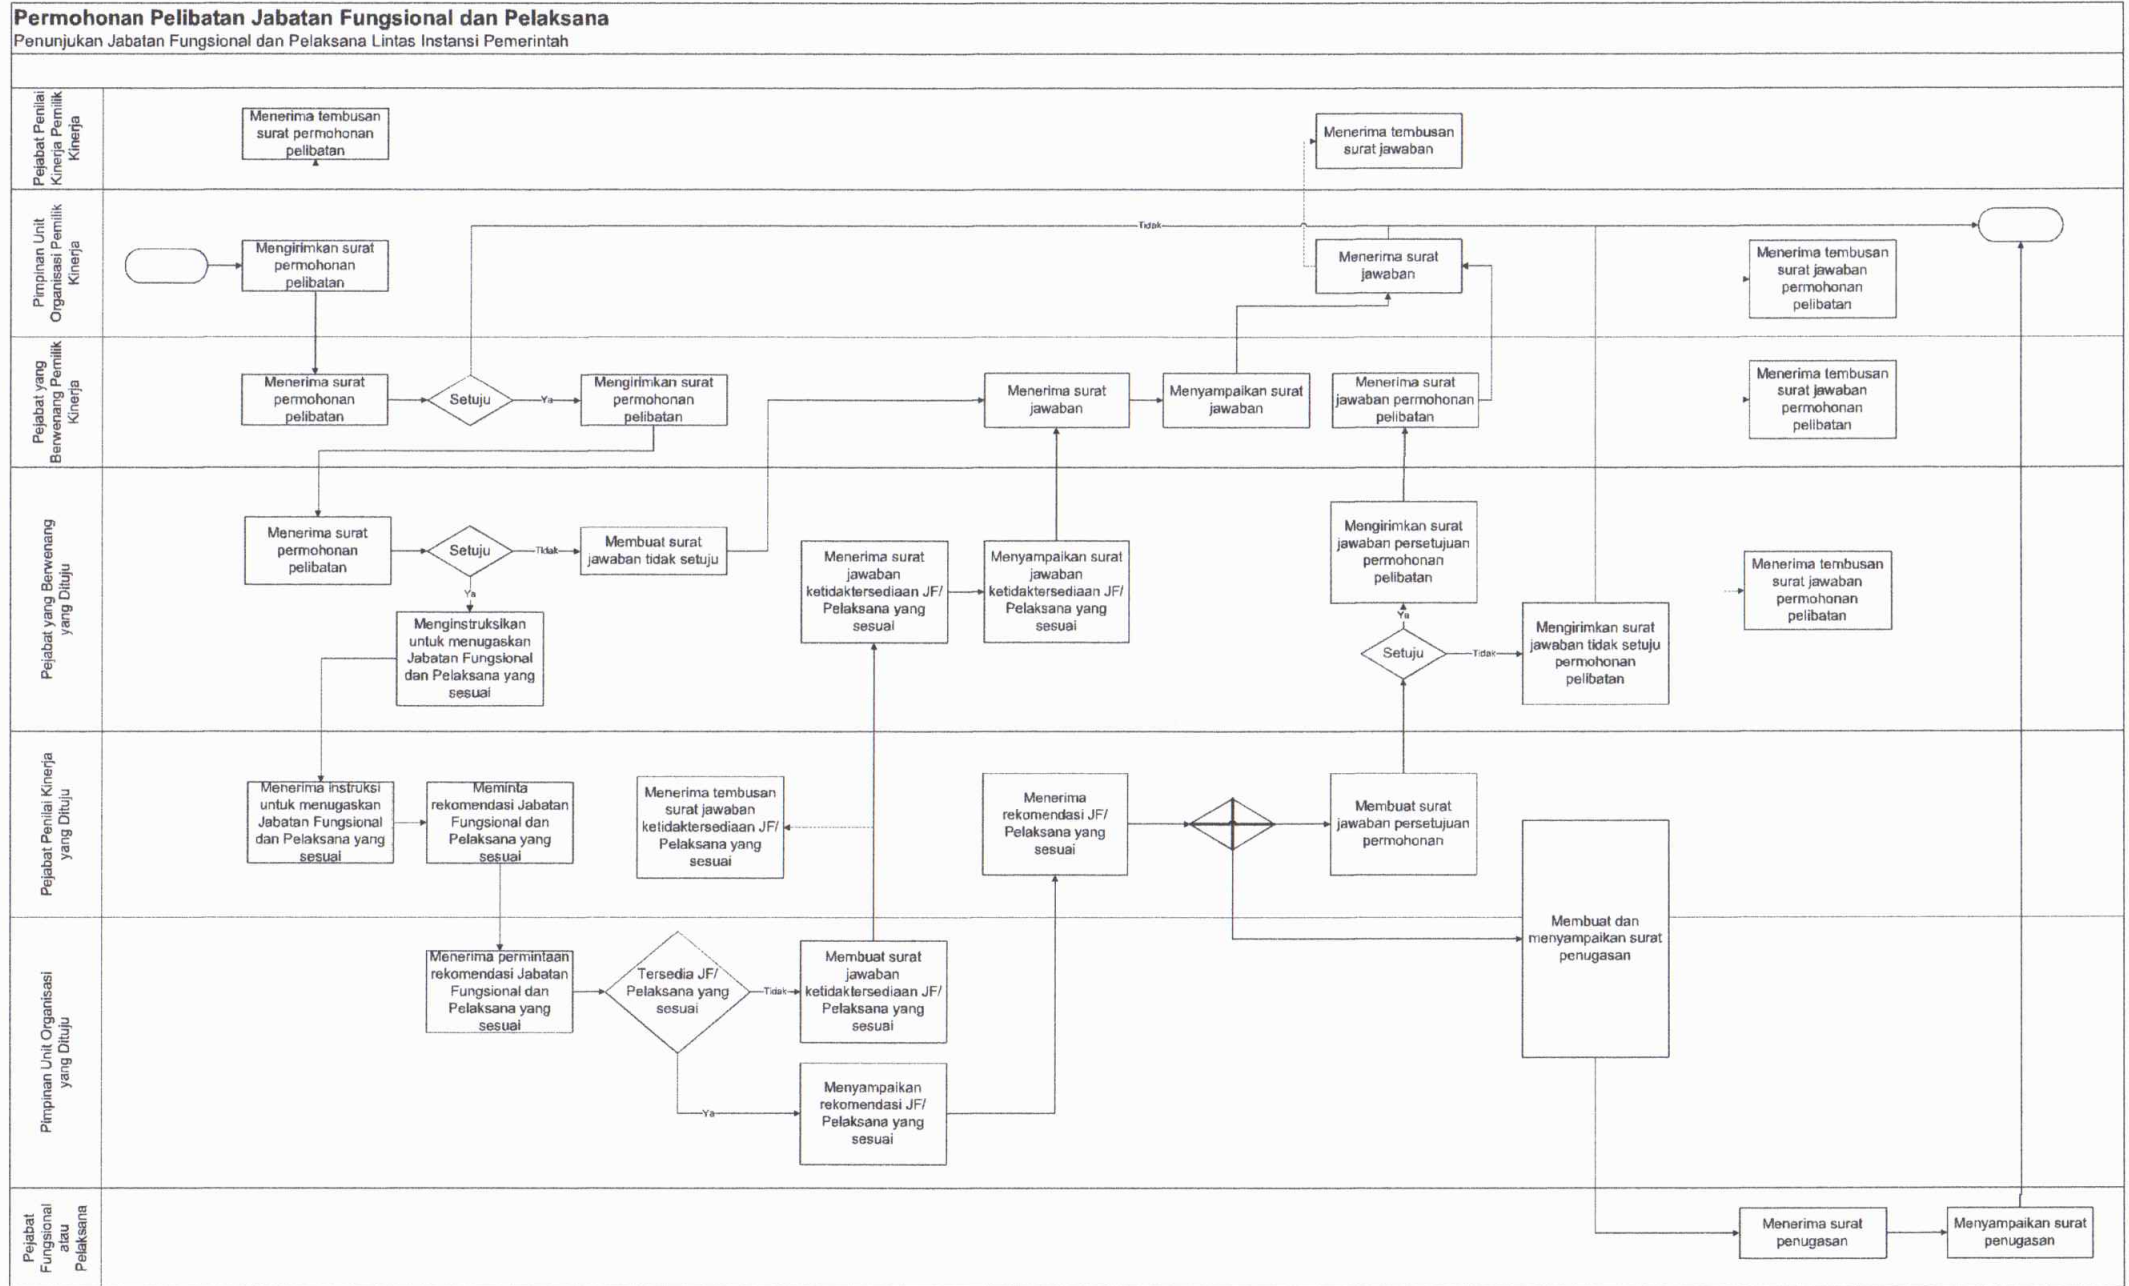 Permohonan Pelibatan Jabatan Fungsional dan Pelaksana
Penunjukan Jabatan Fungsional dan Pelaksana Lintas Instansi Pemerintah
Pejabat Penilai
Kinerja Pemilik
Kinerja
Menerima tembusan
surat permohonan
pelibatan
Menerima tembusan
surat jawaban
Pimpinan Unit
Organisasi Pemilik
Kinerja
Mengirimkan surat
permohonan
pelibatan
Tidak
Menerima surat
jawaban
Menerima tembusan
surat jawaban
permohonan
pelibatan
Pejabat yang
Berwenang Pemilik
Kinerja
Menerima surat
permohonan
pelibatan
Setuju
Ya
Mengirimkan surat
permohonan
pelibatan
Menerima surat
jawaban
Menyampaikan surat
jawaban
Menerima surat
jawaban permohonan
pelibatan
Menerima tembusan
surat jawaban
permohonan
pelibatan
Pejabat yang Berwenang
yang Dituju
Menerima surat
permohonan
pelibatan
Setuju
Tidak
Membuat surat
jawaban tidak setuju
Ya
Menginstruksikan
untuk menugaskan
Jabatan Fungsional
dan Pelaksana yang
sesuai
Menerima surat
jawaban
ketidaktersediaan JF/
Pelaksana yang
sesuai
Menyampaikan surat
jawaban
ketidaktersediaan JF/
Pelaksana yang
sesuai
Mengirimkan surat
jawaban persetujuan
permohonan
pelibatan
Ya
Setuju
Tidak
Mengirimkan surat
jawaban tidak setuju
permohonan
pelibatan
Menerima tembusan
surat jawaban
permohonan
pelibatan
Pejabat Penilai Kinerja
yang Dituju
Menerima instruksi
untuk menugaskan
Jabatan Fungsional
dan Pelaksana yang
sesuai
Meminta
rekomendasi Jabatan
Fungsional dan
Pelaksana yang
sesuai
Menerima tembusan
surat jawaban
ketidaktersediaan JF/
Pelaksana yang
sesuai
Menerima
rekomendasi JF/
Pelaksana yang
sesuai
Membuat surat
jawaban persetujuan
permohonan
Membuat dan
menyampaikan surat
penugasan
Pimpinan Unit Organisasi
yang Dituju
Menerima permintaan
rekomendasi Jabatan
Fungsional dan
Pelaksana yang
sesuai
Tersedia JF/
Pelaksana yang
sesuai
Tidak
Membuat surat
jawaban
ketidaktersediaan JF/
Pelaksana yang
sesuai
Ya
Menyampaikan
rekomendasi JF/
Pelaksana yang
sesuai
Pejabat
Fungsional
atau
Pelaksana
Menerima surat
penugasan
Menyampaikan surat
penugasan